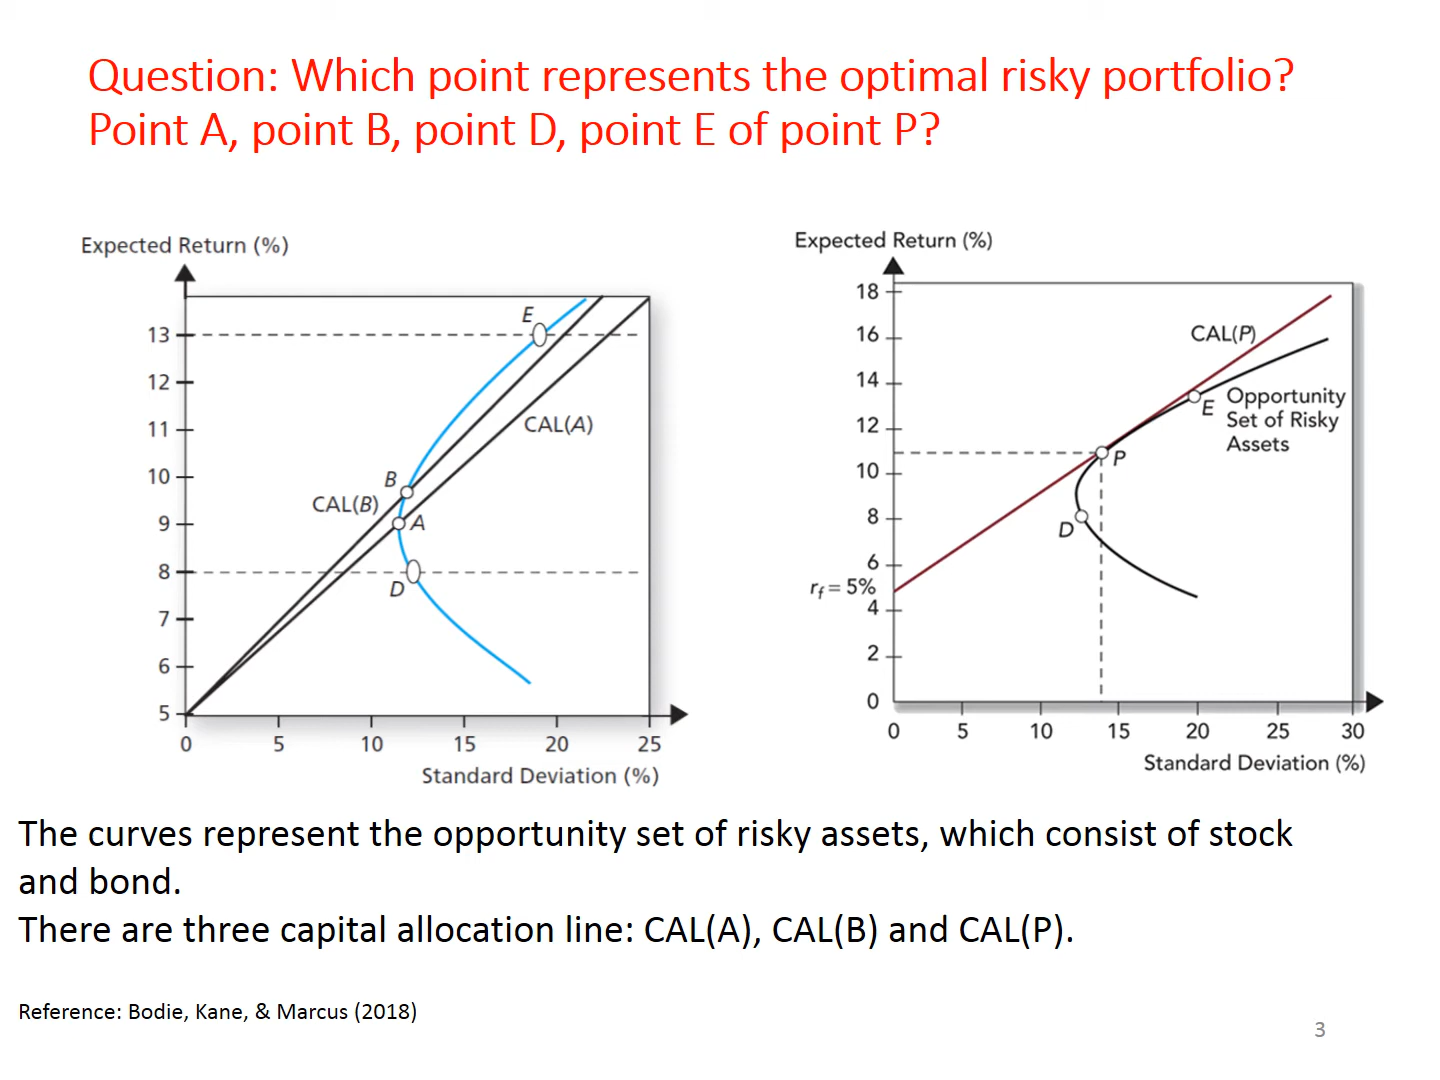 Question: Which point represents the optimal risky portfolio?
Point A, point B, point D, point E of point P?
Expected Return (%)
13
12
11
10
9
8
7
6
5
0
5
10
15
20
25
Standard Deviation (%)
E
CAL(A)
B
CAL(B)
A
D
Expected Return (%)
18
16
14
12
10
8
6
rf = 5%
4
2
0
0
5
10
15
20
25
30
Standard Deviation (%)
CAL(P)
E
Opportunity
Set of Risky
Assets
P
D
The curves represent the opportunity set of risky assets, which consist of stock
and bond.
There are three capital allocation line: CAL(A), CAL(B) and CAL(P).
Reference: Bodie, Kane, & Marcus (2018)
3